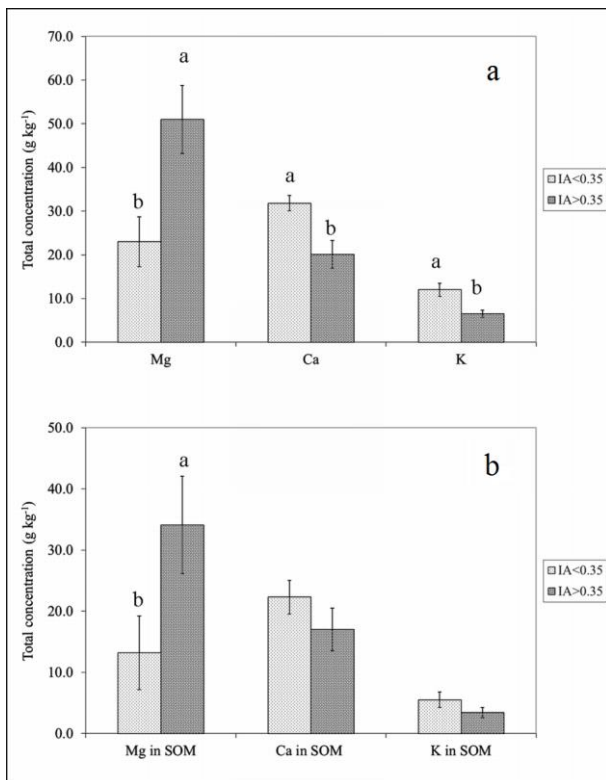 a
Total concentration (g kg⁻¹)
70.0
60.0
50.0
40.0
30.0
20.0
10.0
0.0
b
a
a
b
a
b
Mg
Ca
K
IA<0.35
IA>0.35
b
Total concentration (g kg⁻¹)
50.0
40.0
30.0
20.0
10.0
0.0
b
a
Mg in SOM
Ca in SOM
K in SOM
IA<0.35
IA>0.35